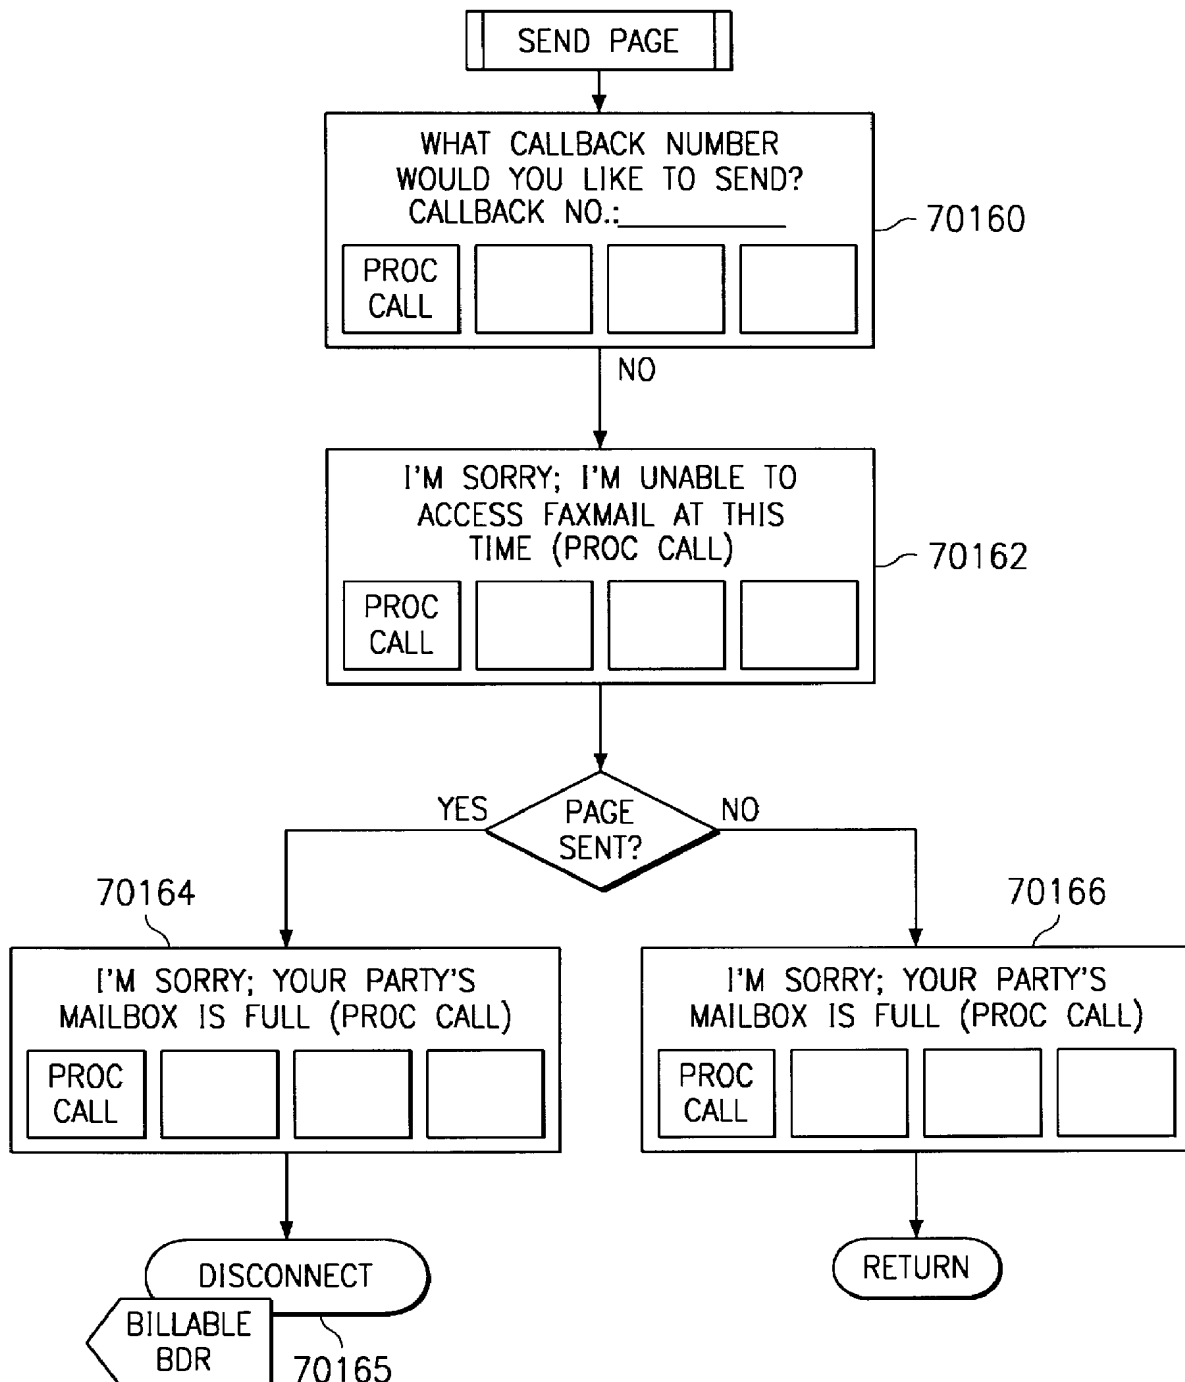 SEND PAGE
WHAT CALLBACK NUMBER
WOULD YOU LIKE TO SEND?
CALLBACK NO.:
70160
PROC
CALL
NO
I'M SORRY; I'M UNABLE TO
ACCESS FAXMAIL AT THIS
TIME (PROC CALL)
70162
PROC
CALL
YES
PAGE
SENT?
NO
70164
I'M SORRY; YOUR PARTY'S
MAILBOX IS FULL (PROC CALL)
PROC
CALL
70166
I'M SORRY; YOUR PARTY'S
MAILBOX IS FULL (PROC CALL)
PROC
CALL
DISCONNECT
BILLABLE
BDR
70165
RETURN